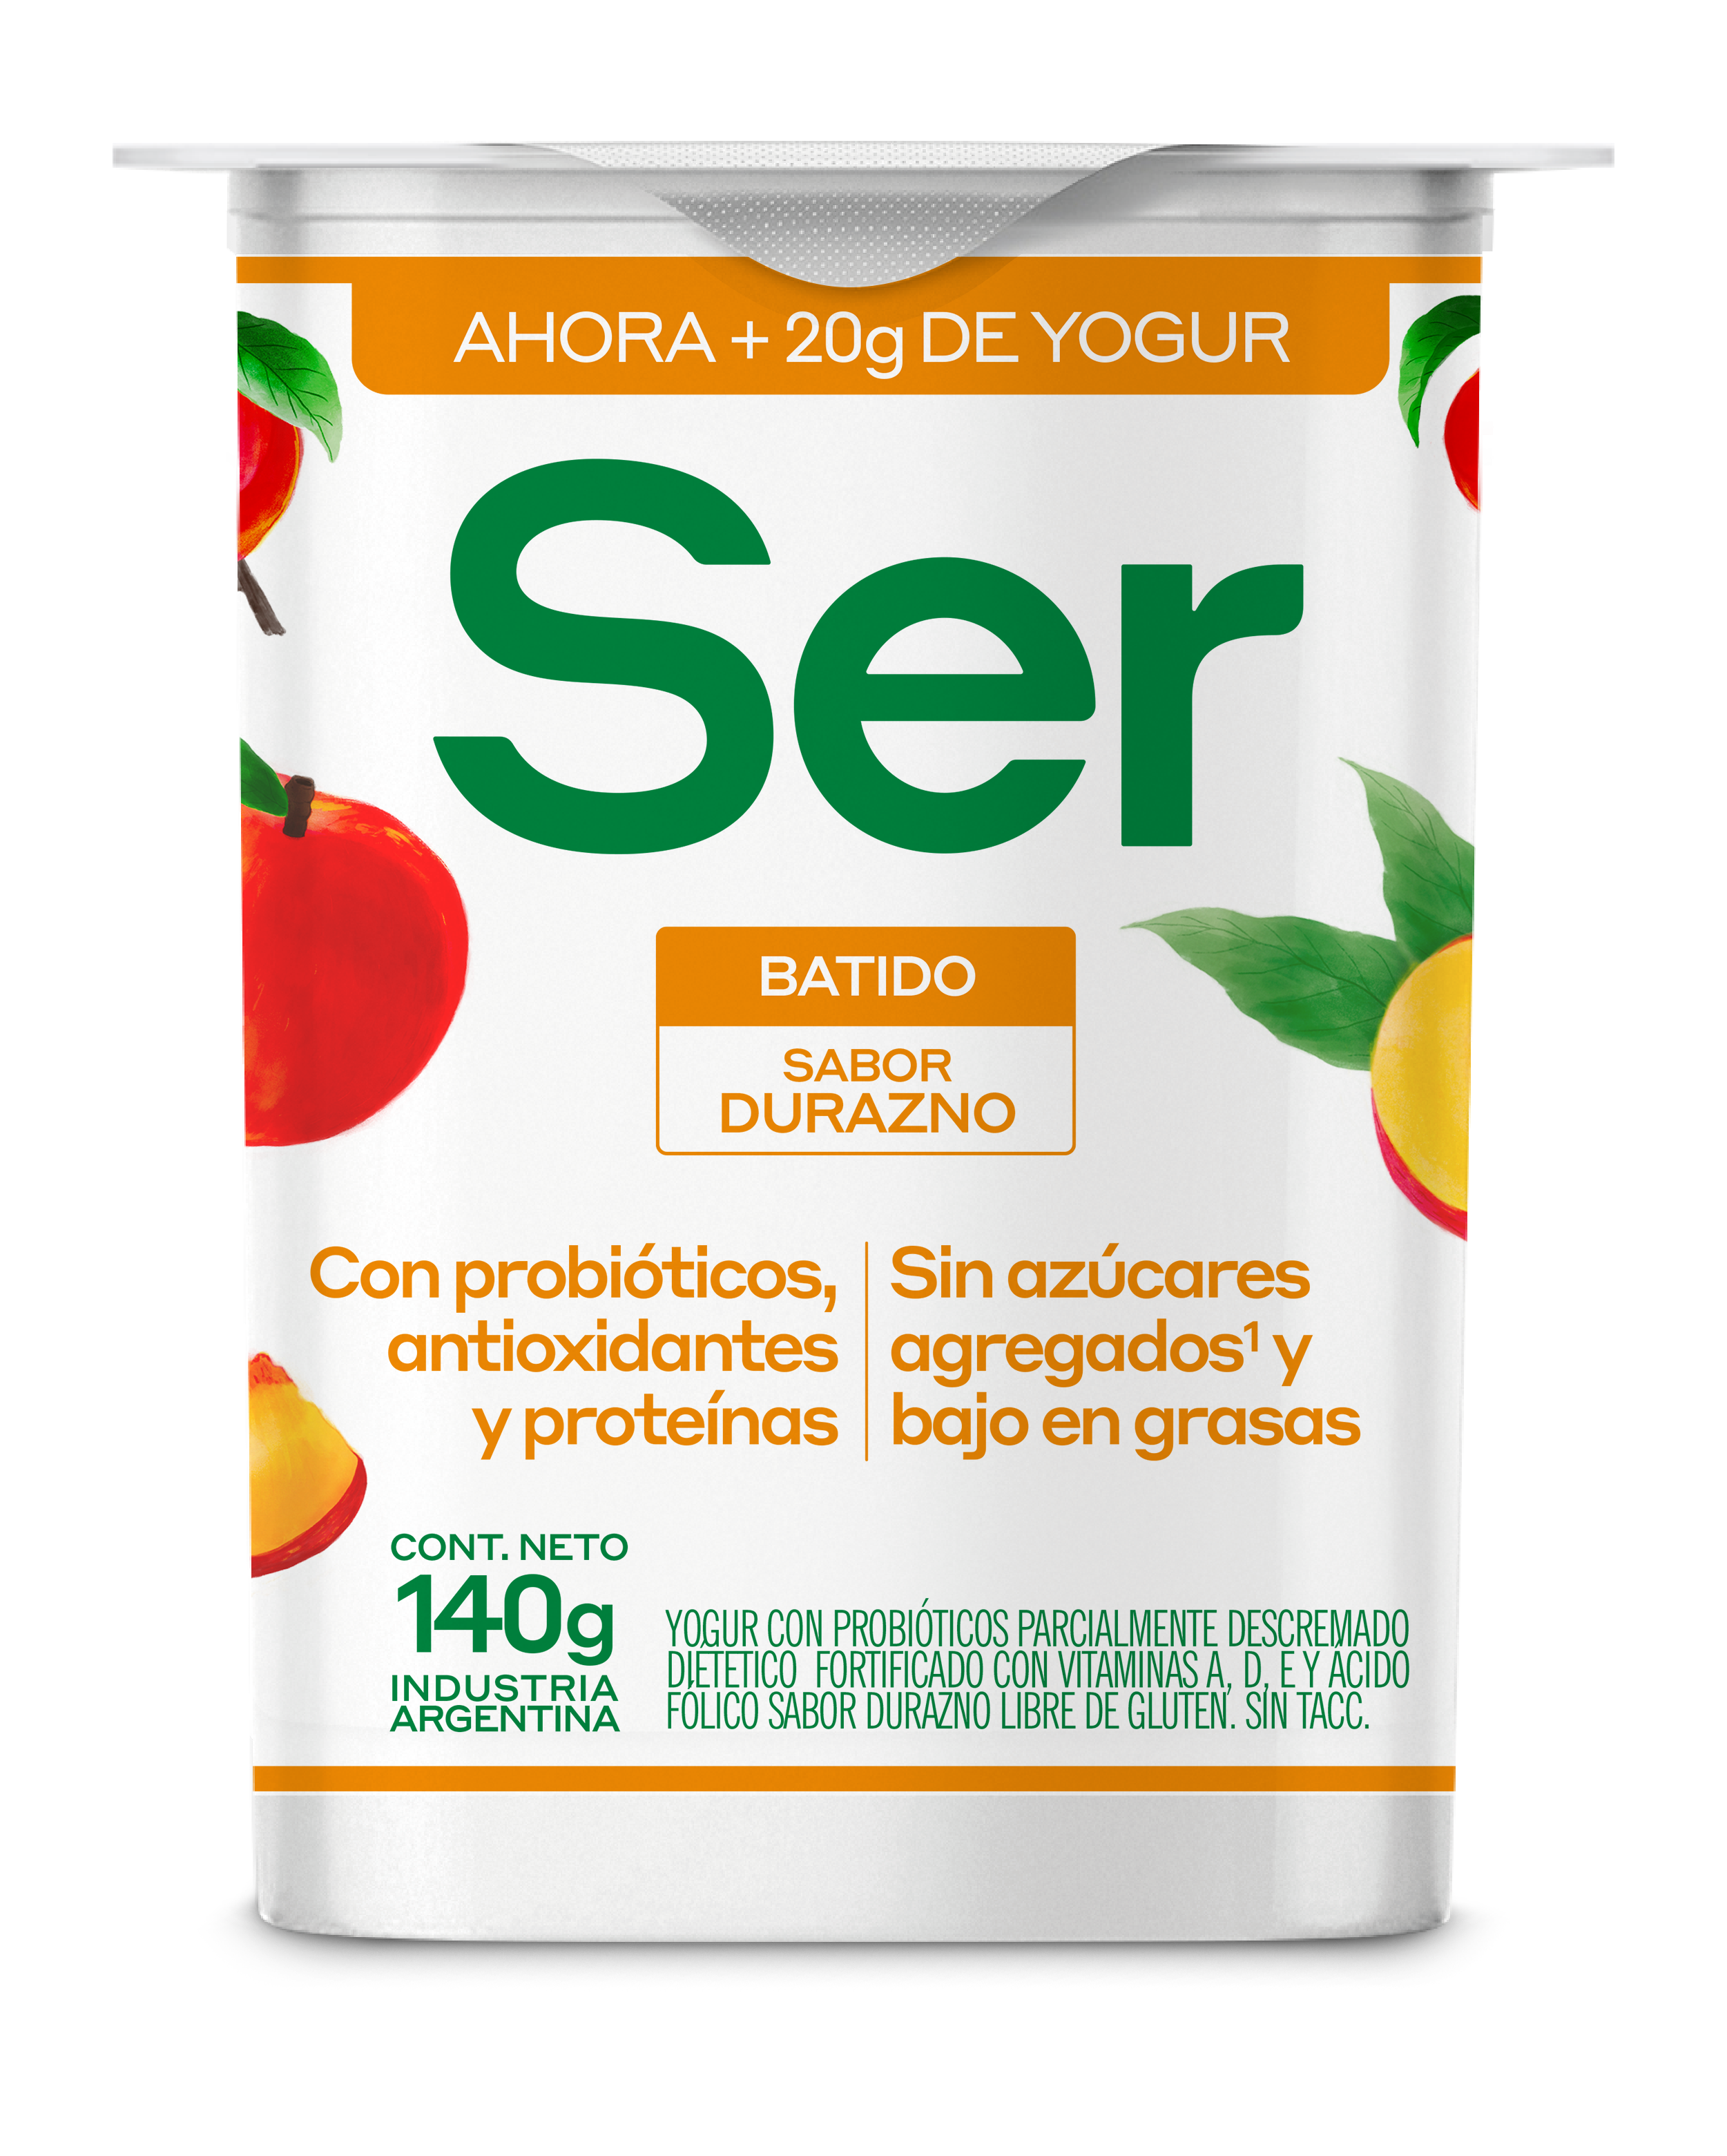 AHORA + 20g DE YOGUR
Ser
BATIDO
SABOR
DURAZNO
Con probióticos,
antioxidantes
y proteínas
Sin azúcares
agregados¹ y
bajo en grasas
CONT. NETO
140g
INDUSTRIA
ARGENTINA
YOGUR CON PROBIÓTICOS PARCIALMENTE DESCREMADO
DIETÉTICO FORTIFICADO CON VITAMINAS A, D, E Y ÁCIDO
FÓLICO SABOR DURAZNO LIBRE DE GLUTEN. SIN TACC.